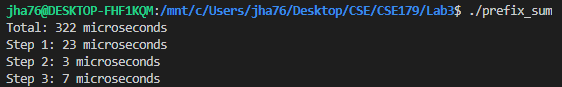 jha76@DESKTOP-FHF1KQM:/mnt/c/Users/jha76/Desktop/CSE/CSE179/Lab3$ ./prefix_sum
Total: 322 microseconds
Step 1: 23 microseconds
Step 2: 3 microseconds
Step 3: 7 microseconds